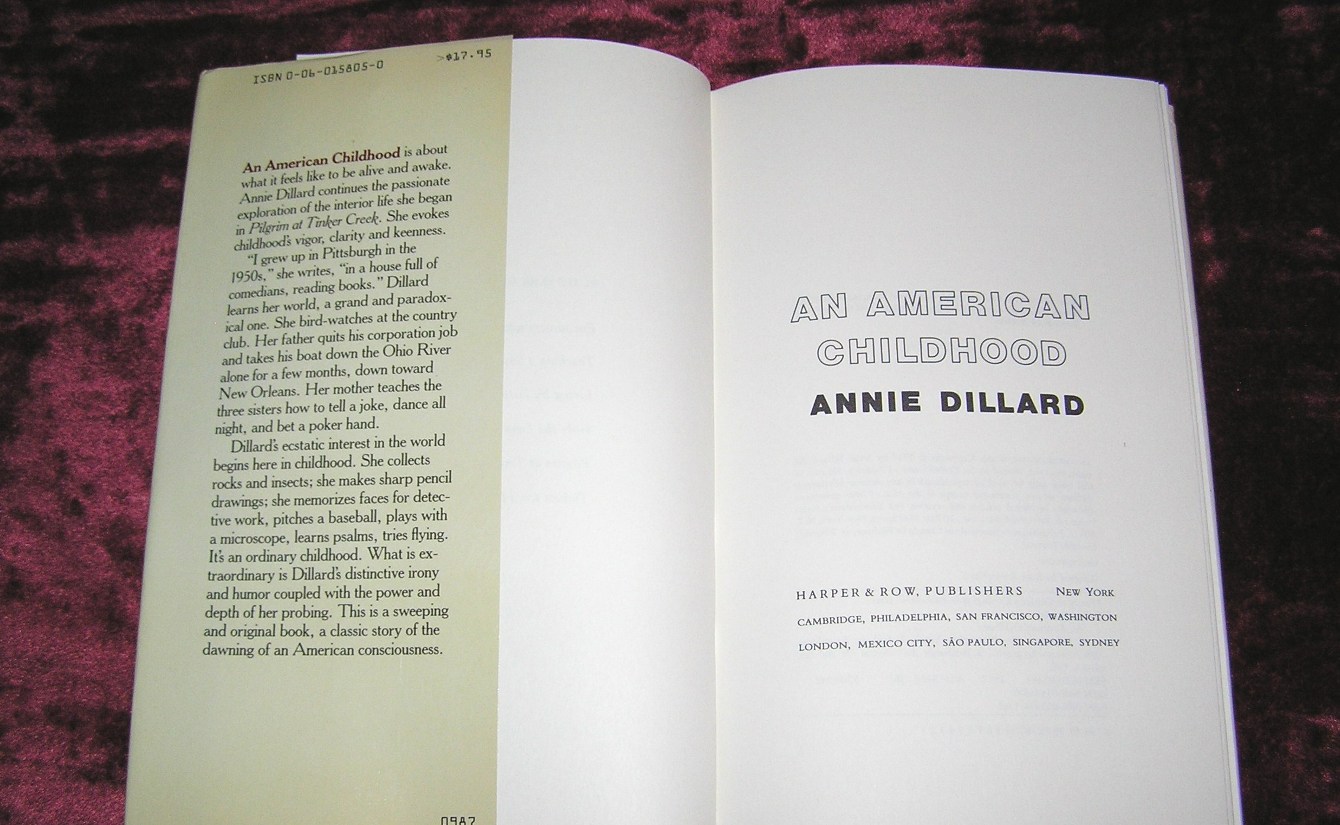 ISBN 0-06-015805-0 >$17.95
An American Childhood is about
what it feels like to be alive and awake.
Annie Dillard continues the passionate
exploration of the interior life she began
in Pilgrim at Tinker Creek. She evokes
childhood's vigor, clarity and keenness.
"I grew up in Pittsburgh in the
1950s," she writes, "in a house full of
comedians, reading books." Dillard
learns her world, a grand and paradox-
ical one. She bird-watches at the country
club. Her father quits his corporation job
and takes his boat down the Ohio River
alone for a few months, down toward
New Orleans. Her mother teaches the
three sisters how to tell a joke, dance all
night, and bet a poker hand.
Dillard's ecstatic interest in the world
begins here in childhood. She collects
rocks and insects; she makes sharp pencil
drawings; she memorizes faces for detec-
tive work, pitches a baseball, plays with
a microscope, learns psalms, tries flying.
It's an ordinary childhood. What is ex-
traordinary is Dillard's distinctive irony
and humor coupled with the power and
depth of her probing. This is a sweeping
and original book, a classic story of the
dawning of an American consciousness.
0987
AN AMERICAN
CHILDHOOD
ANNIE DILLARD
HARPER & ROW, PUBLISHERS NEW YORK
CAMBRIDGE, PHILADELPHIA, SAN FRANCISCO, WASHINGTON
LONDON, MEXICO CITY, SÃO PAULO, SINGAPORE, SYDNEY